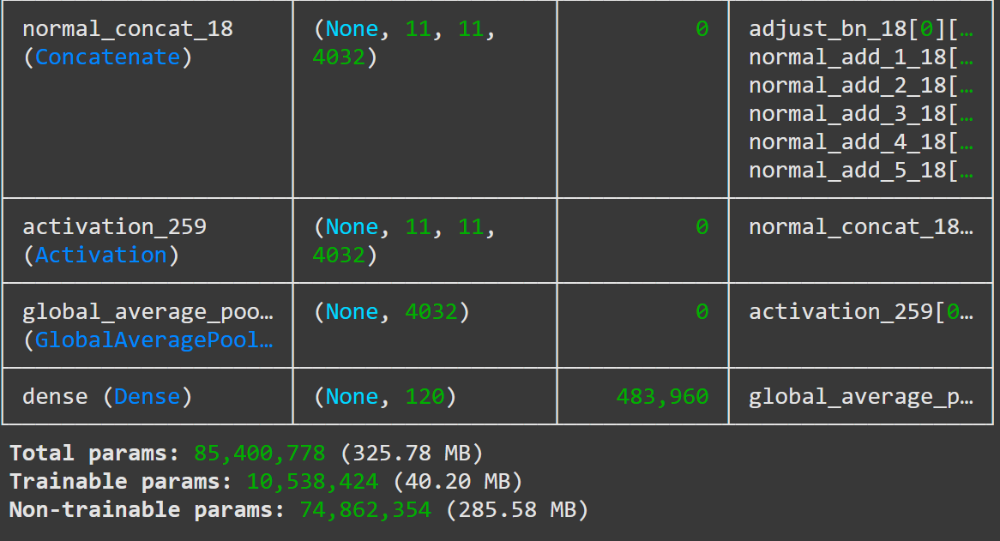 normal_concat_18 (None, 11, 11, 0 adjust_bn_18[0][…
(Concatenate) 4032) normal_add_1_18[…
normal_add_2_18[…
normal_add_3_18[…
normal_add_4_18[…
normal_add_5_18[…
activation_259 (None, 11, 11, 0 normal_concat_18…
(Activation) 4032)
global_average_poo… (None, 4032) 0 activation_259[0…
(GlobalAveragePool…
dense (Dense) (None, 120) 483,960 global_average_p…
Total params: 85,400,778 (325.78 MB)
Trainable params: 10,538,424 (40.20 MB)
Non-trainable params: 74,862,354 (285.58 MB)